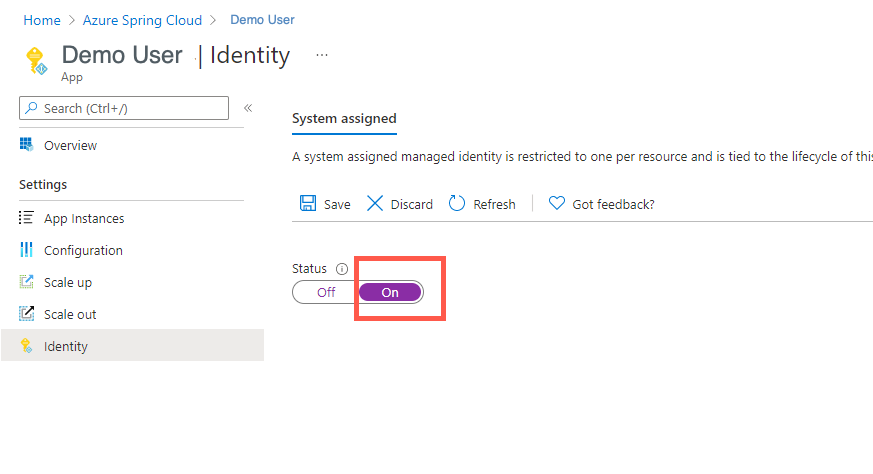 Home > Azure Spring Cloud > Demo User
Demo User | Identity ...
App
Search (Ctrl+/) «
Overview
Settings
App Instances
Configuration
Scale up
Scale out
Identity
System assigned
A system assigned managed identity is restricted to one per resource and is tied to the lifecycle of this
Save Discard Refresh Got feedback?
Status
Off On